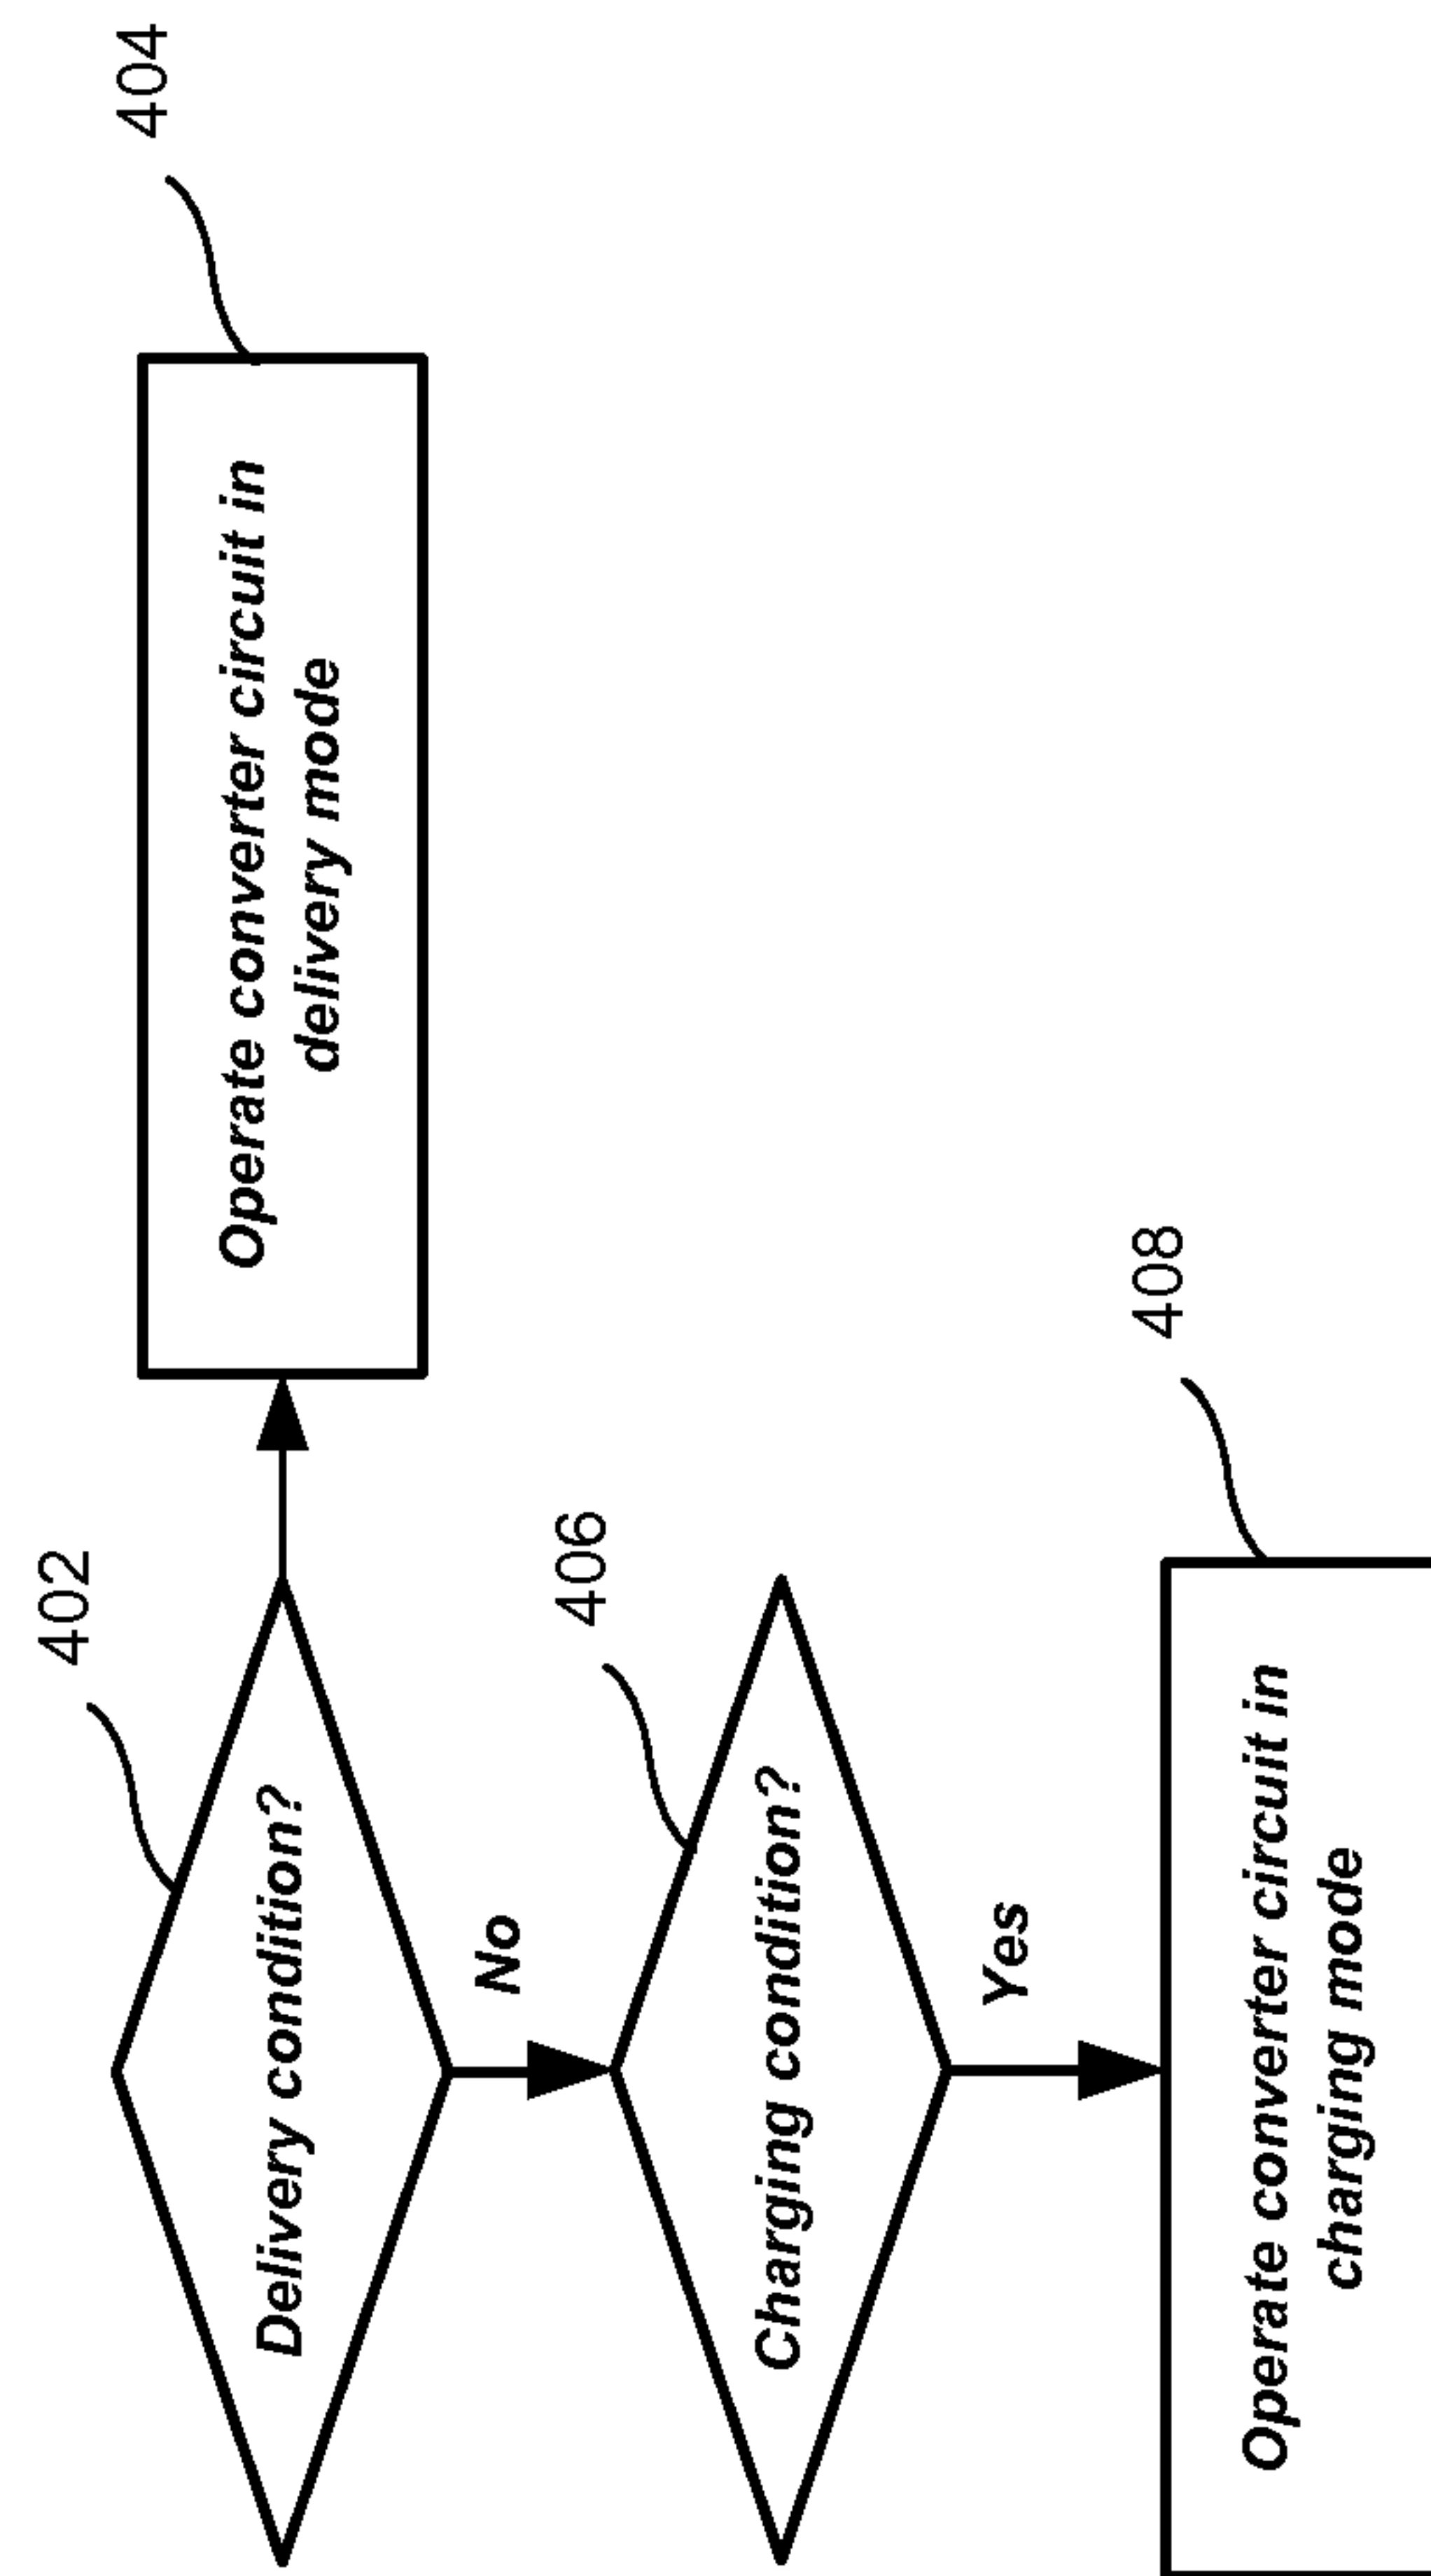 402
Delivery condition?
404
Operate converter circuit in
delivery mode
No
406
Charging condition?
Yes
408
Operate converter circuit in
charging mode